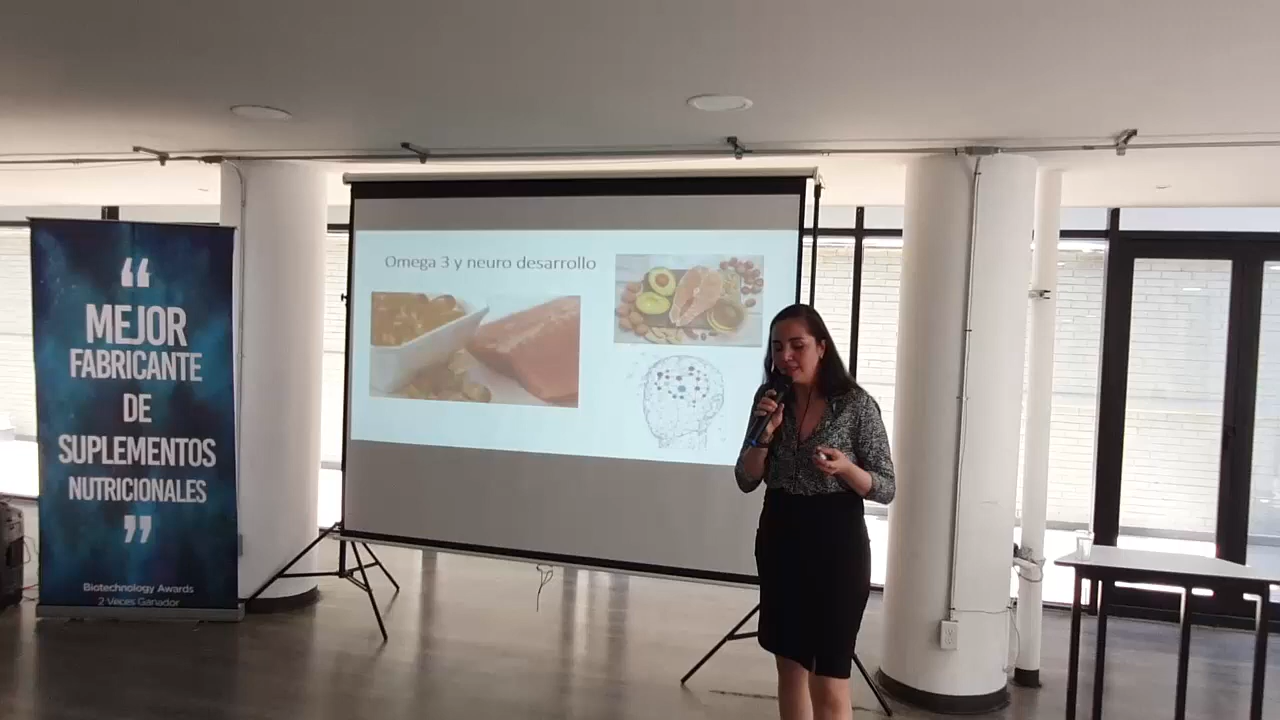 “
MEJOR
FABRICANTE
DE
SUPLEMENTOS
NUTRICIONALES
”
Biotechnology Awards
2 Veces Ganador
Omega 3 y neuro desarrollo